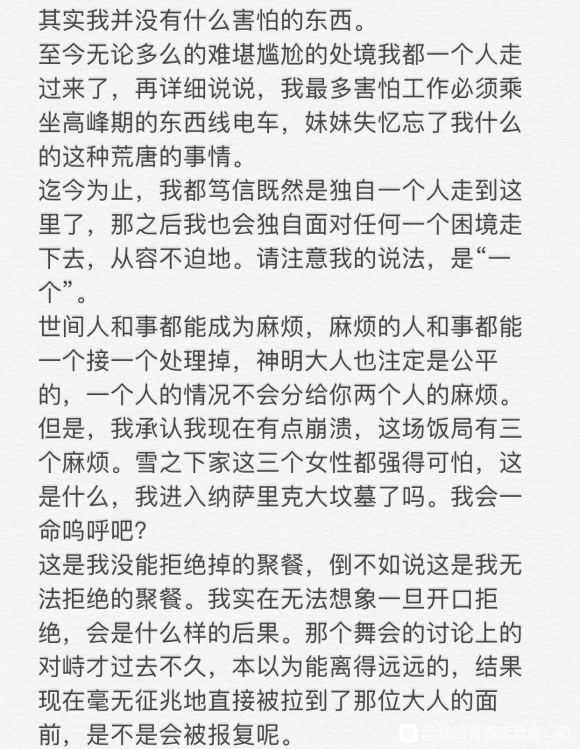 其实我并没有什么害怕的东西。
至今无论多么的难堪尴尬的处境我都一个人走
过来了，再详细说说，我最多害怕工作必须乘
坐高峰期的东西线电车，妹妹失忆忘了我什么
的这种荒唐的事情。
迄今为止，我都笃信既然是独自一个人走到这
里了，那之后我也会独自面对任何一个困境走
下去，从容不迫地。请注意我的说法，是“一
个”。
世间人和事都能成为麻烦，麻烦的人和事都能
一个接一个处理掉，神明大人也注定是公平
的，一个人的情况不会分给你两个人的麻烦。
但是，我承认我现在有点崩溃，这场饭局有三
个麻烦。雪之下家这三个女性都强得可怕，这
是什么，我进入纳萨里克大坟墓了吗。我会一
命呜呼吧？
这是我没能拒绝掉的聚餐，倒不如说这是我无
法拒绝的聚餐。我实在无法想象一旦开口拒
绝，会是什么样的后果。那个舞会的讨论上的
对峙才过去不久，本以为能离得远远的，结果
现在毫无征兆地直接被拉到了那位大人的面
前，是不是会被报复呢。
@我的青春恋爱物...吧